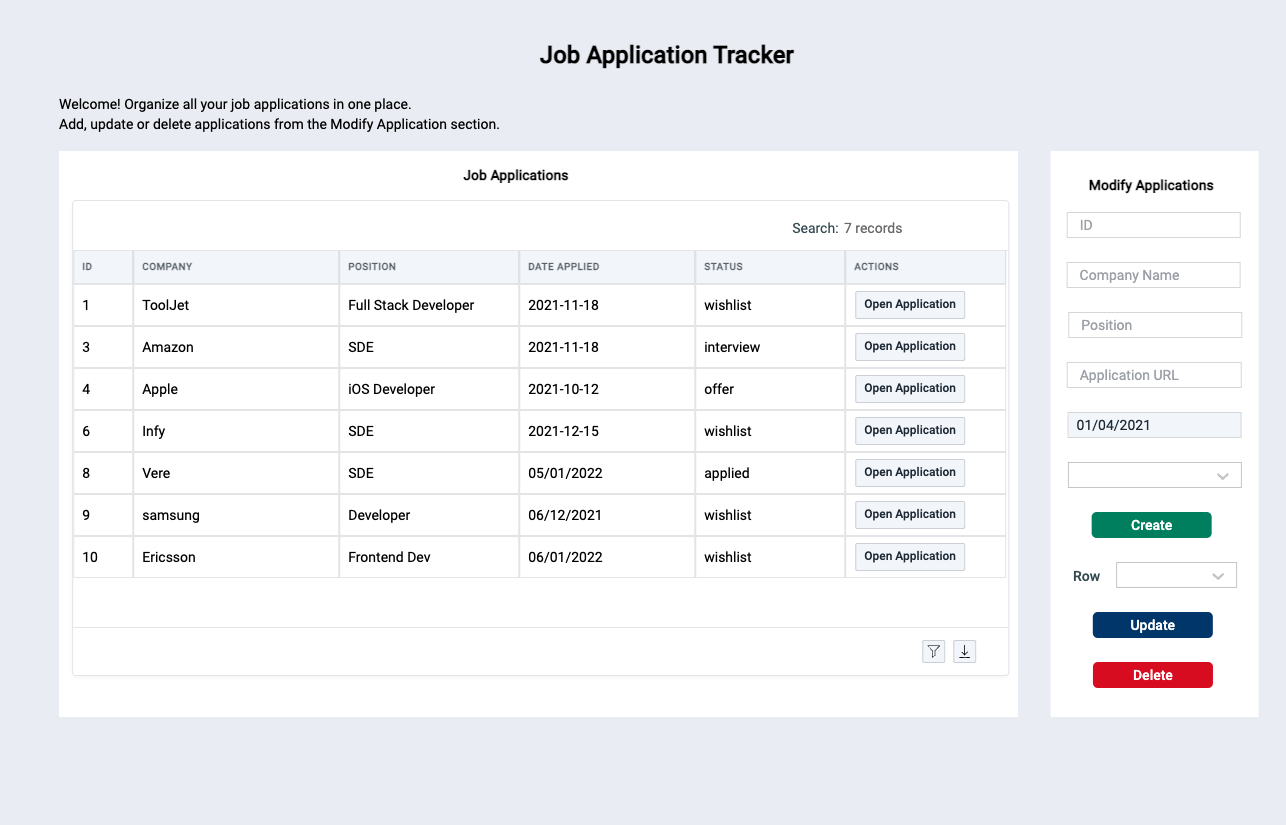 Job Application Tracker
Welcome! Organize all your job applications in one place.
Add, update or delete applications from the Modify Application section.
Job Applications
Search: 7 records
ID COMPANY POSITION DATE APPLIED STATUS ACTIONS
1 ToolJet Full Stack Developer 2021-11-18 wishlist Open Application
3 Amazon SDE 2021-11-18 interview Open Application
4 Apple iOS Developer 2021-10-12 offer Open Application
6 Infy SDE 2021-12-15 wishlist Open Application
8 Vere SDE 05/01/2022 applied Open Application
9 samsung Developer 06/12/2021 wishlist Open Application
10 Ericsson Frontend Dev 06/01/2022 wishlist Open Application
Modify Applications
ID
Company Name
Position
Application URL
01/04/2021
Create
Row
Update
Delete